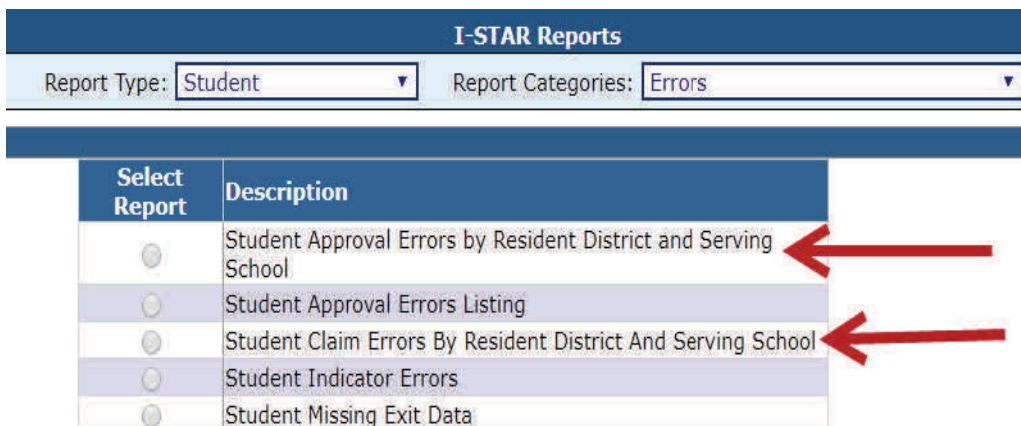 I-STAR Reports
Report Type: Student Report Categories: Errors
Select Report Description
Student Approval Errors by Resident District and Serving
School
Student Approval Errors Listing
Student Claim Errors By Resident District And Serving School
Student Indicator Errors
Student Missing Exit Data